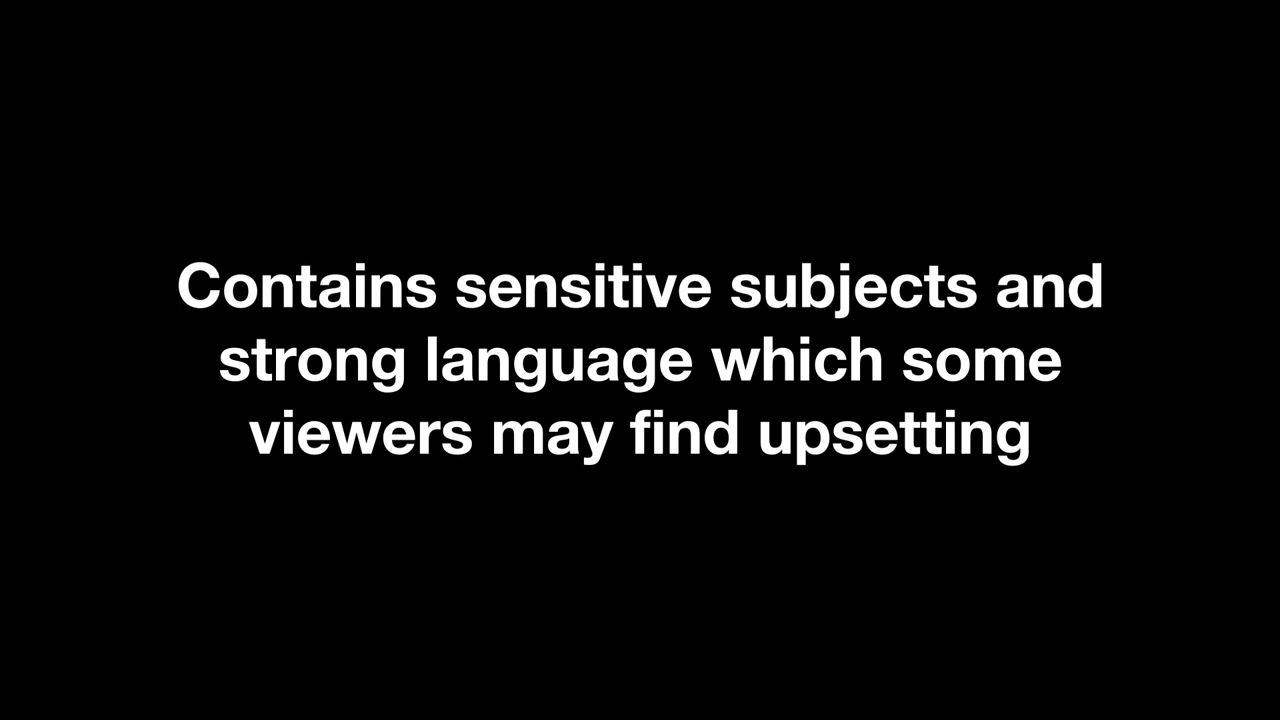 Contains sensitive subjects and
strong language which some
viewers may find upsetting